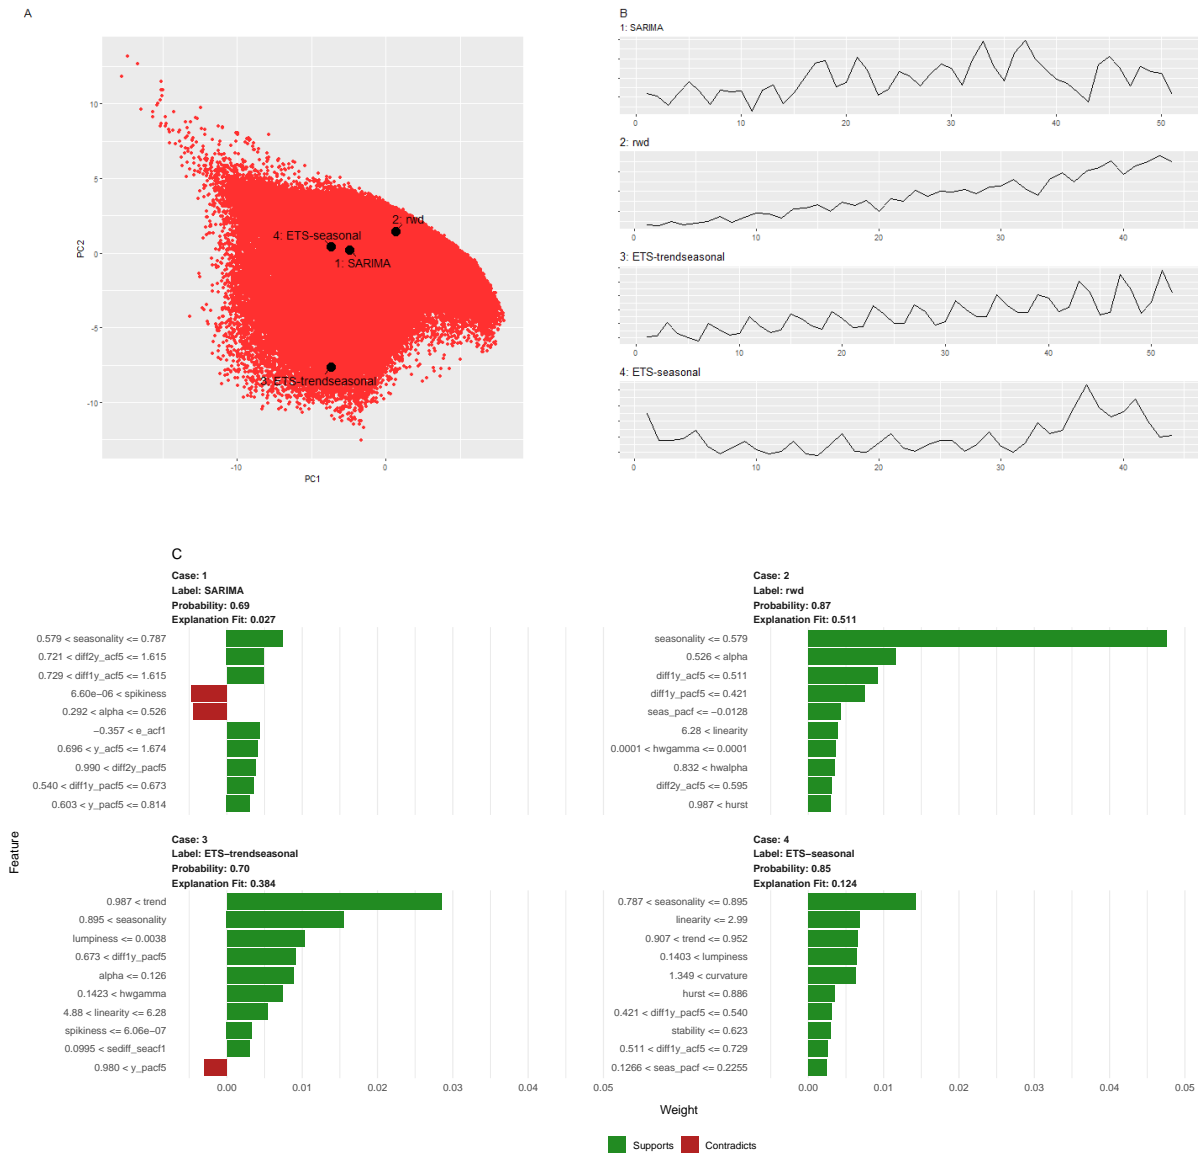 A
10
5
0
-5
-10
PC2
-10
0
PC1
2: rwd
4: ETS-seasonal
1: SARIMA
3: ETS-trendseasonal
B
1: SARIMA
0 10 20 30 40 50
2: rwd
0 10 20 30 40
3: ETS-trendseasonal
0 10 20 30 40 50
4: ETS-seasonal
0 10 20 30 40
C
Case: 1
Label: SARIMA
Probability: 0.69
Explanation Fit: 0.027
0.579 < seasonality <= 0.787
0.721 < diff2y_acf5 <= 1.615
0.729 < diff1y_acf5 <= 1.615
6.60e−06 < spikiness
0.292 < alpha <= 0.526
−0.357 < e_acf1
0.696 < y_acf5 <= 1.674
0.990 < diff2y_pacf5
0.540 < diff1y_pacf5 <= 0.673
0.603 < y_pacf5 <= 0.814
Case: 2
Label: rwd
Probability: 0.87
Explanation Fit: 0.511
seasonality <= 0.579
0.526 < alpha
diff1y_acf5 <= 0.511
diff1y_pacf5 <= 0.421
seas_pacf <= −0.0128
6.28 < linearity
0.0001 < hwgamma <= 0.0001
0.832 < hwalpha
diff2y_acf5 <= 0.595
0.987 < hurst
Feature
Case: 3
Label: ETS−trendseasonal
Probability: 0.70
Explanation Fit: 0.384
0.987 < trend
0.895 < seasonality
lumpiness <= 0.0038
0.673 < diff1y_pacf5
alpha <= 0.126
0.1423 < hwgamma
4.88 < linearity <= 6.28
spikiness <= 6.06e−07
0.0995 < sediff_seacf1
0.980 < y_pacf5
0.00 0.01 0.02 0.03 0.04 0.05
Case: 4
Label: ETS−seasonal
Probability: 0.85
Explanation Fit: 0.124
0.787 < seasonality <= 0.895
linearity <= 2.99
0.907 < trend <= 0.952
0.1403 < lumpiness
1.349 < curvature
hurst <= 0.886
0.421 < diff1y_pacf5 <= 0.540
stability <= 0.623
0.511 < diff1y_acf5 <= 0.729
0.1266 < seas_pacf <= 0.2255
0.00 0.01 0.02 0.03 0.04 0.05
Weight
Supports Contradicts